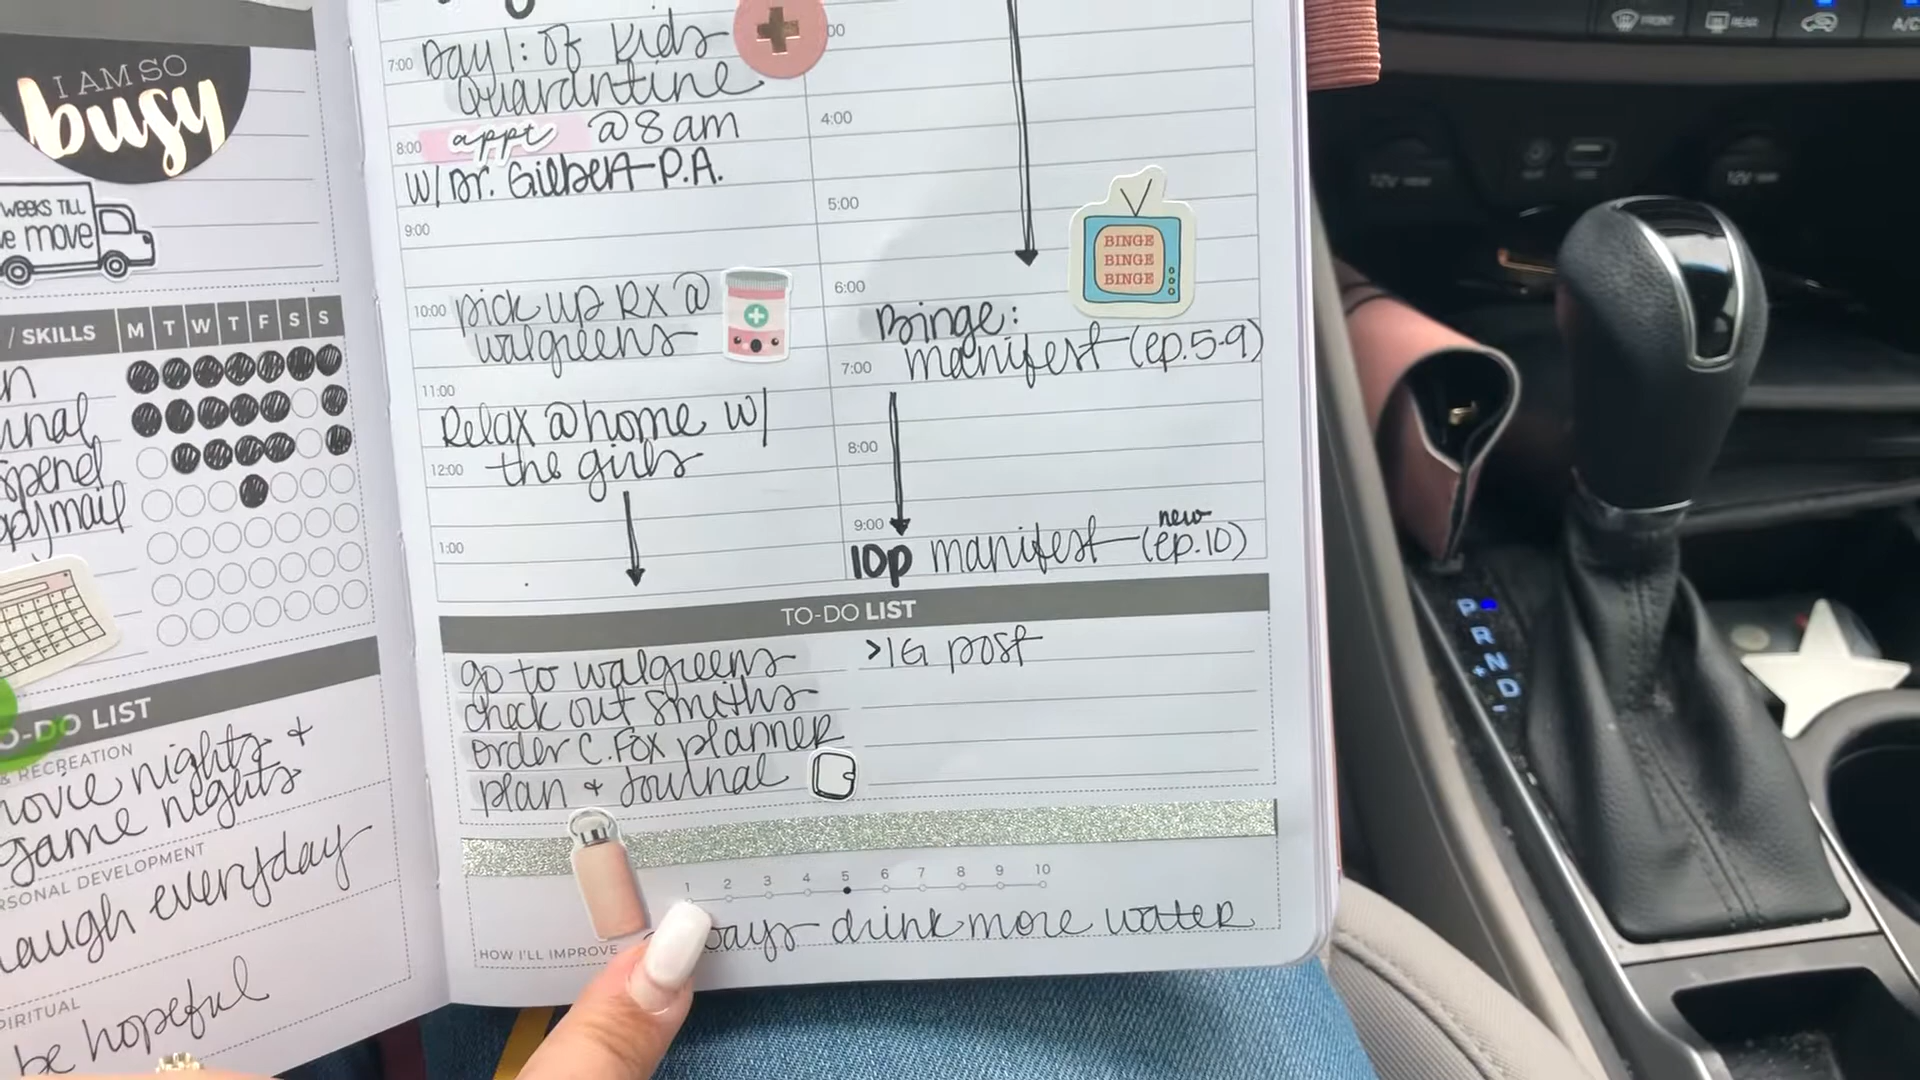 I AM SO
busy
WEEKS TILL
we move
/ SKILLS M T W T F S S
-DO LIST
& RECREATION
movie nights +
game nights
laugh everyday
be hopeful
7:00 Day 1: of kids
Quarantine
8:00 appt @ 8 am
w/ Dr. Gilbert P.A.
9:00
10:00 pick up RX @
walgreens
11:00
Relax @ home w/
12:00 the girls
1:00
4:00
5:00
BINGE
BINGE
BINGE
6:00
Binge:
7:00 manifest (ep. 5-9)
8:00
9:00
new
10p manifest (ep. 10)
TO-DO LIST
go to walgreens
check out smiths
order C. Fox planner
plan + journal
>IG post
1 2 3 4 5 6 7 8 9 10
HOW I'LL IMPROVE
drink more water
FRONT
REAR
A/C
12V
12V
P
R
N
+ D
-